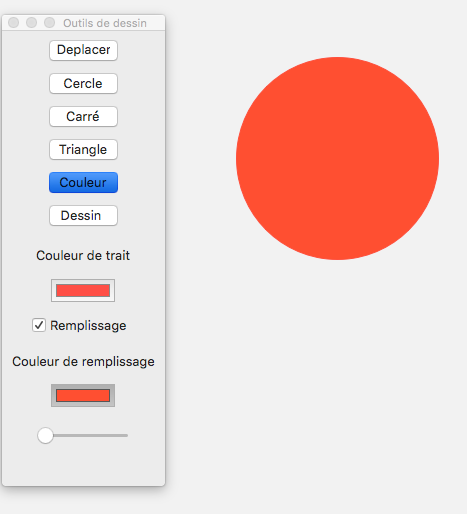 Outils de dessin
Deplacer
Cercle
Carré
Triangle
Couleur
Dessin
Couleur de trait
Remplissage
Couleur de remplissage